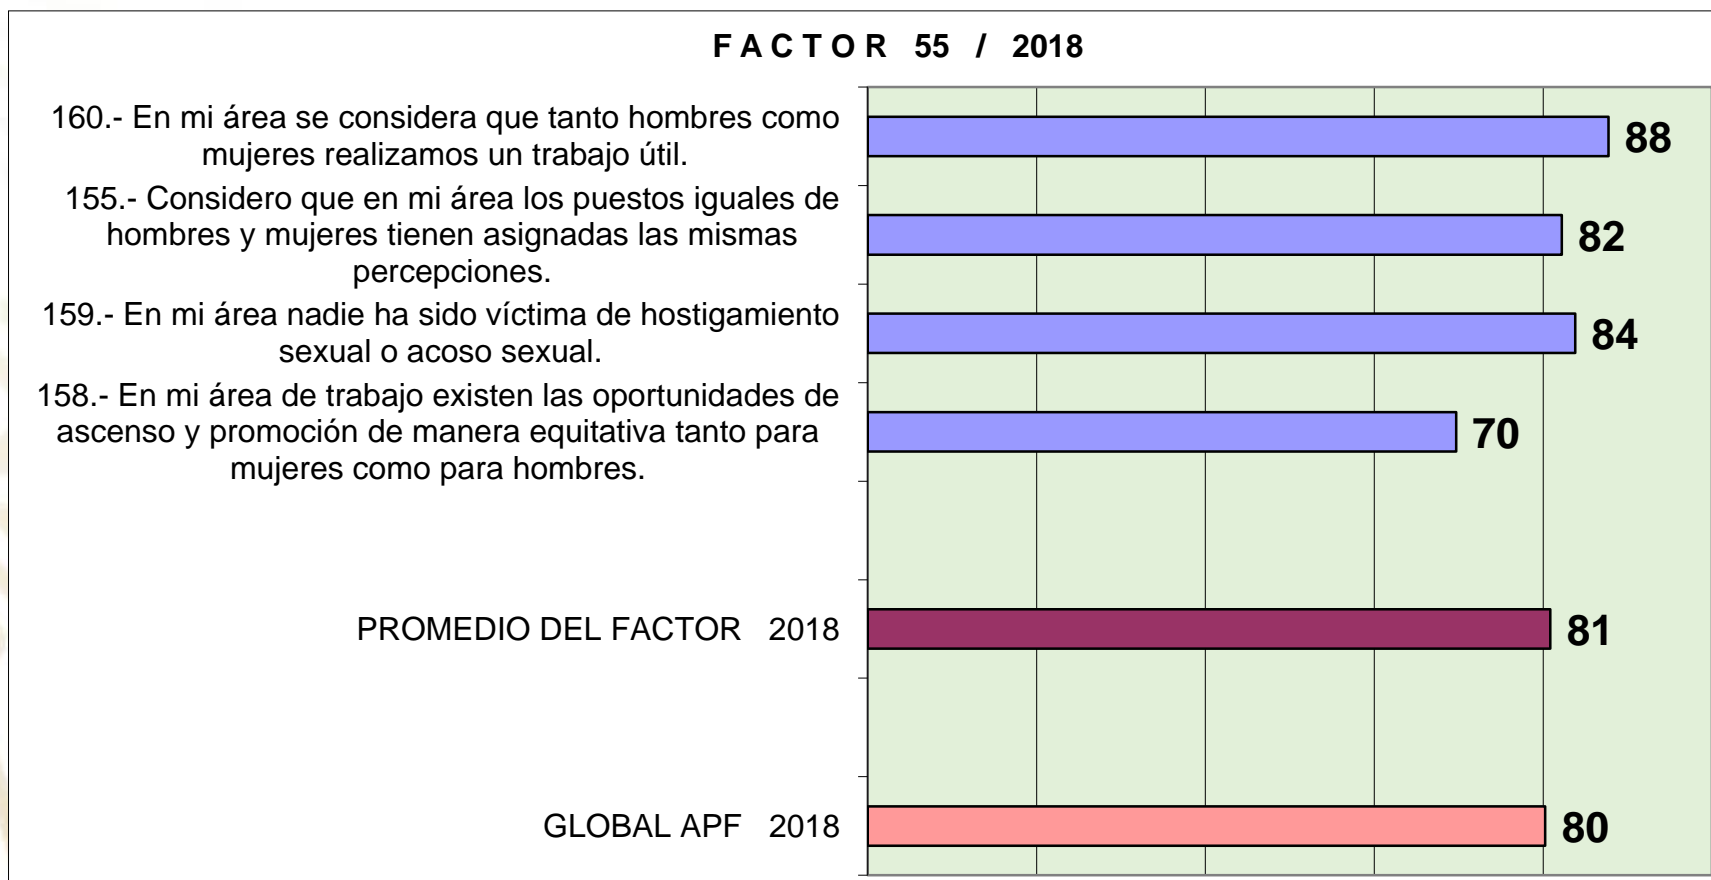 FACTOR 55 / 2018
160.- En mi área se considera que tanto hombres como
mujeres realizamos un trabajo útil.
88
155.- Considero que en mi área los puestos iguales de
hombres y mujeres tienen asignadas las mismas
percepciones.
82
159.- En mi área nadie ha sido víctima de hostigamiento
sexual o acoso sexual.
84
158.- En mi área de trabajo existen las oportunidades de
ascenso y promoción de manera equitativa tanto para
mujeres como para hombres.
70
PROMEDIO DEL FACTOR 2018
81
GLOBAL APF 2018
80